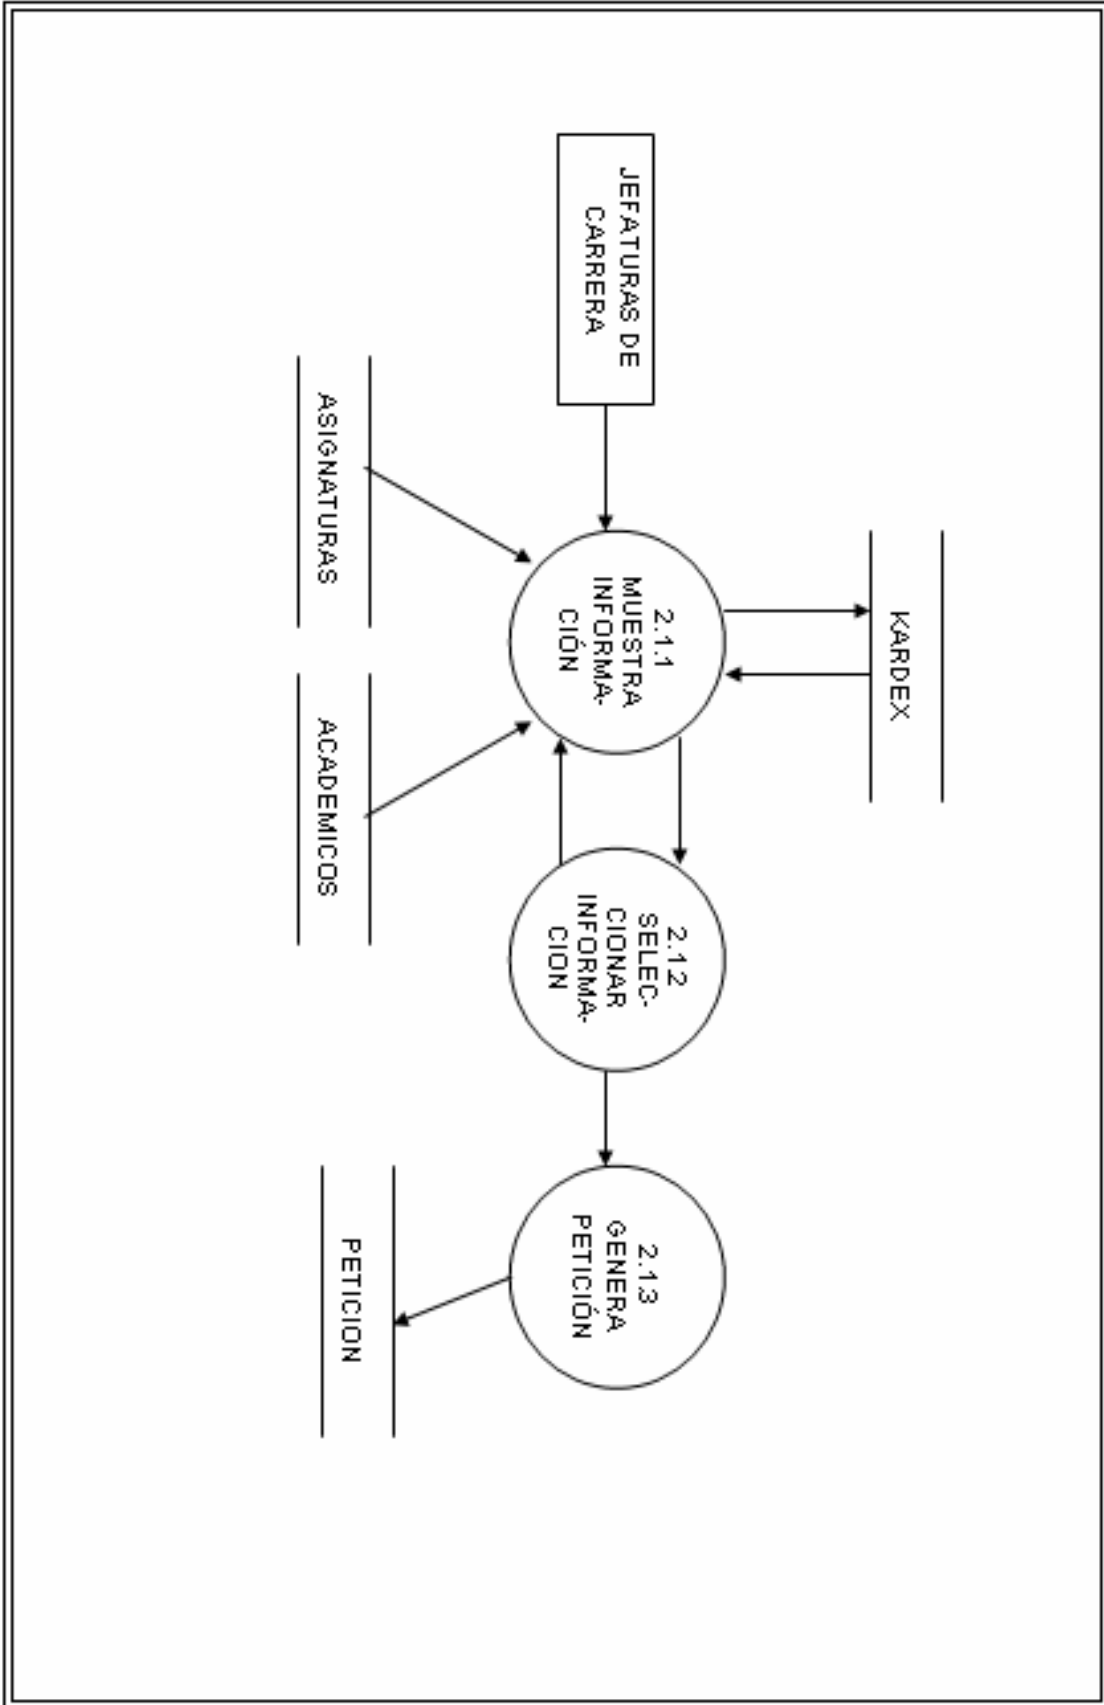 KARDEX
JEFATURAS DE
CARRERA
2.1.1
MUESTRA
INFORMA-
CIÓN
2.12
SELEC-
CIONAR
INFORMA-
CION
2.1.3
GENERA
PETICIÓN
ASIGNATURAS
ACADEMICOS
PETICION